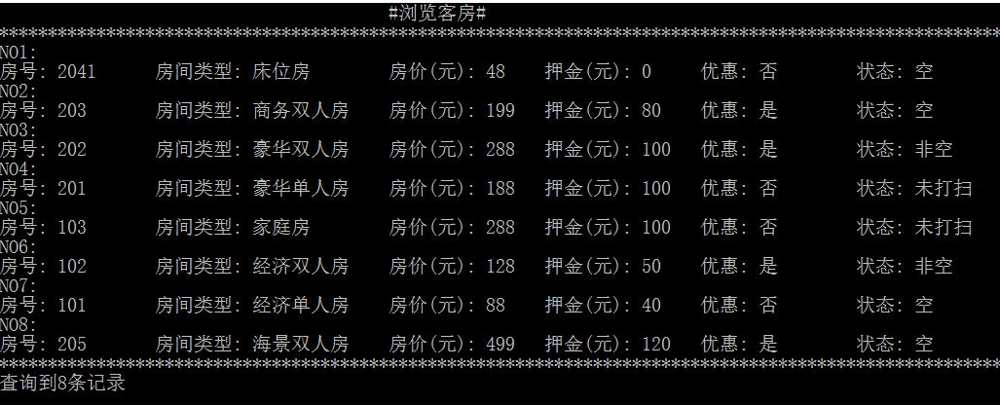 #浏览客房#
*******************************************************************************************************
NO1:
房号: 2041 房间类型: 床位房 房价(元): 48 押金(元): 0 优惠: 否 状态: 空
NO2:
房号: 203 房间类型: 商务双人房 房价(元): 199 押金(元): 80 优惠: 是 状态: 空
NO3:
房号: 202 房间类型: 豪华双人房 房价(元): 288 押金(元): 100 优惠: 是 状态: 非空
NO4:
房号: 201 房间类型: 豪华单人房 房价(元): 188 押金(元): 100 优惠: 否 状态: 未打扫
NO5:
房号: 103 房间类型: 家庭房 房价(元): 288 押金(元): 100 优惠: 否 状态: 未打扫
NO6:
房号: 102 房间类型: 经济双人房 房价(元): 128 押金(元): 50 优惠: 是 状态: 非空
NO7:
房号: 101 房间类型: 经济单人房 房价(元): 88 押金(元): 40 优惠: 否 状态: 空
NO8:
房号: 205 房间类型: 海景双人房 房价(元): 499 押金(元): 120 优惠: 是 状态: 空
*******************************************************************************************************
查询到8条记录